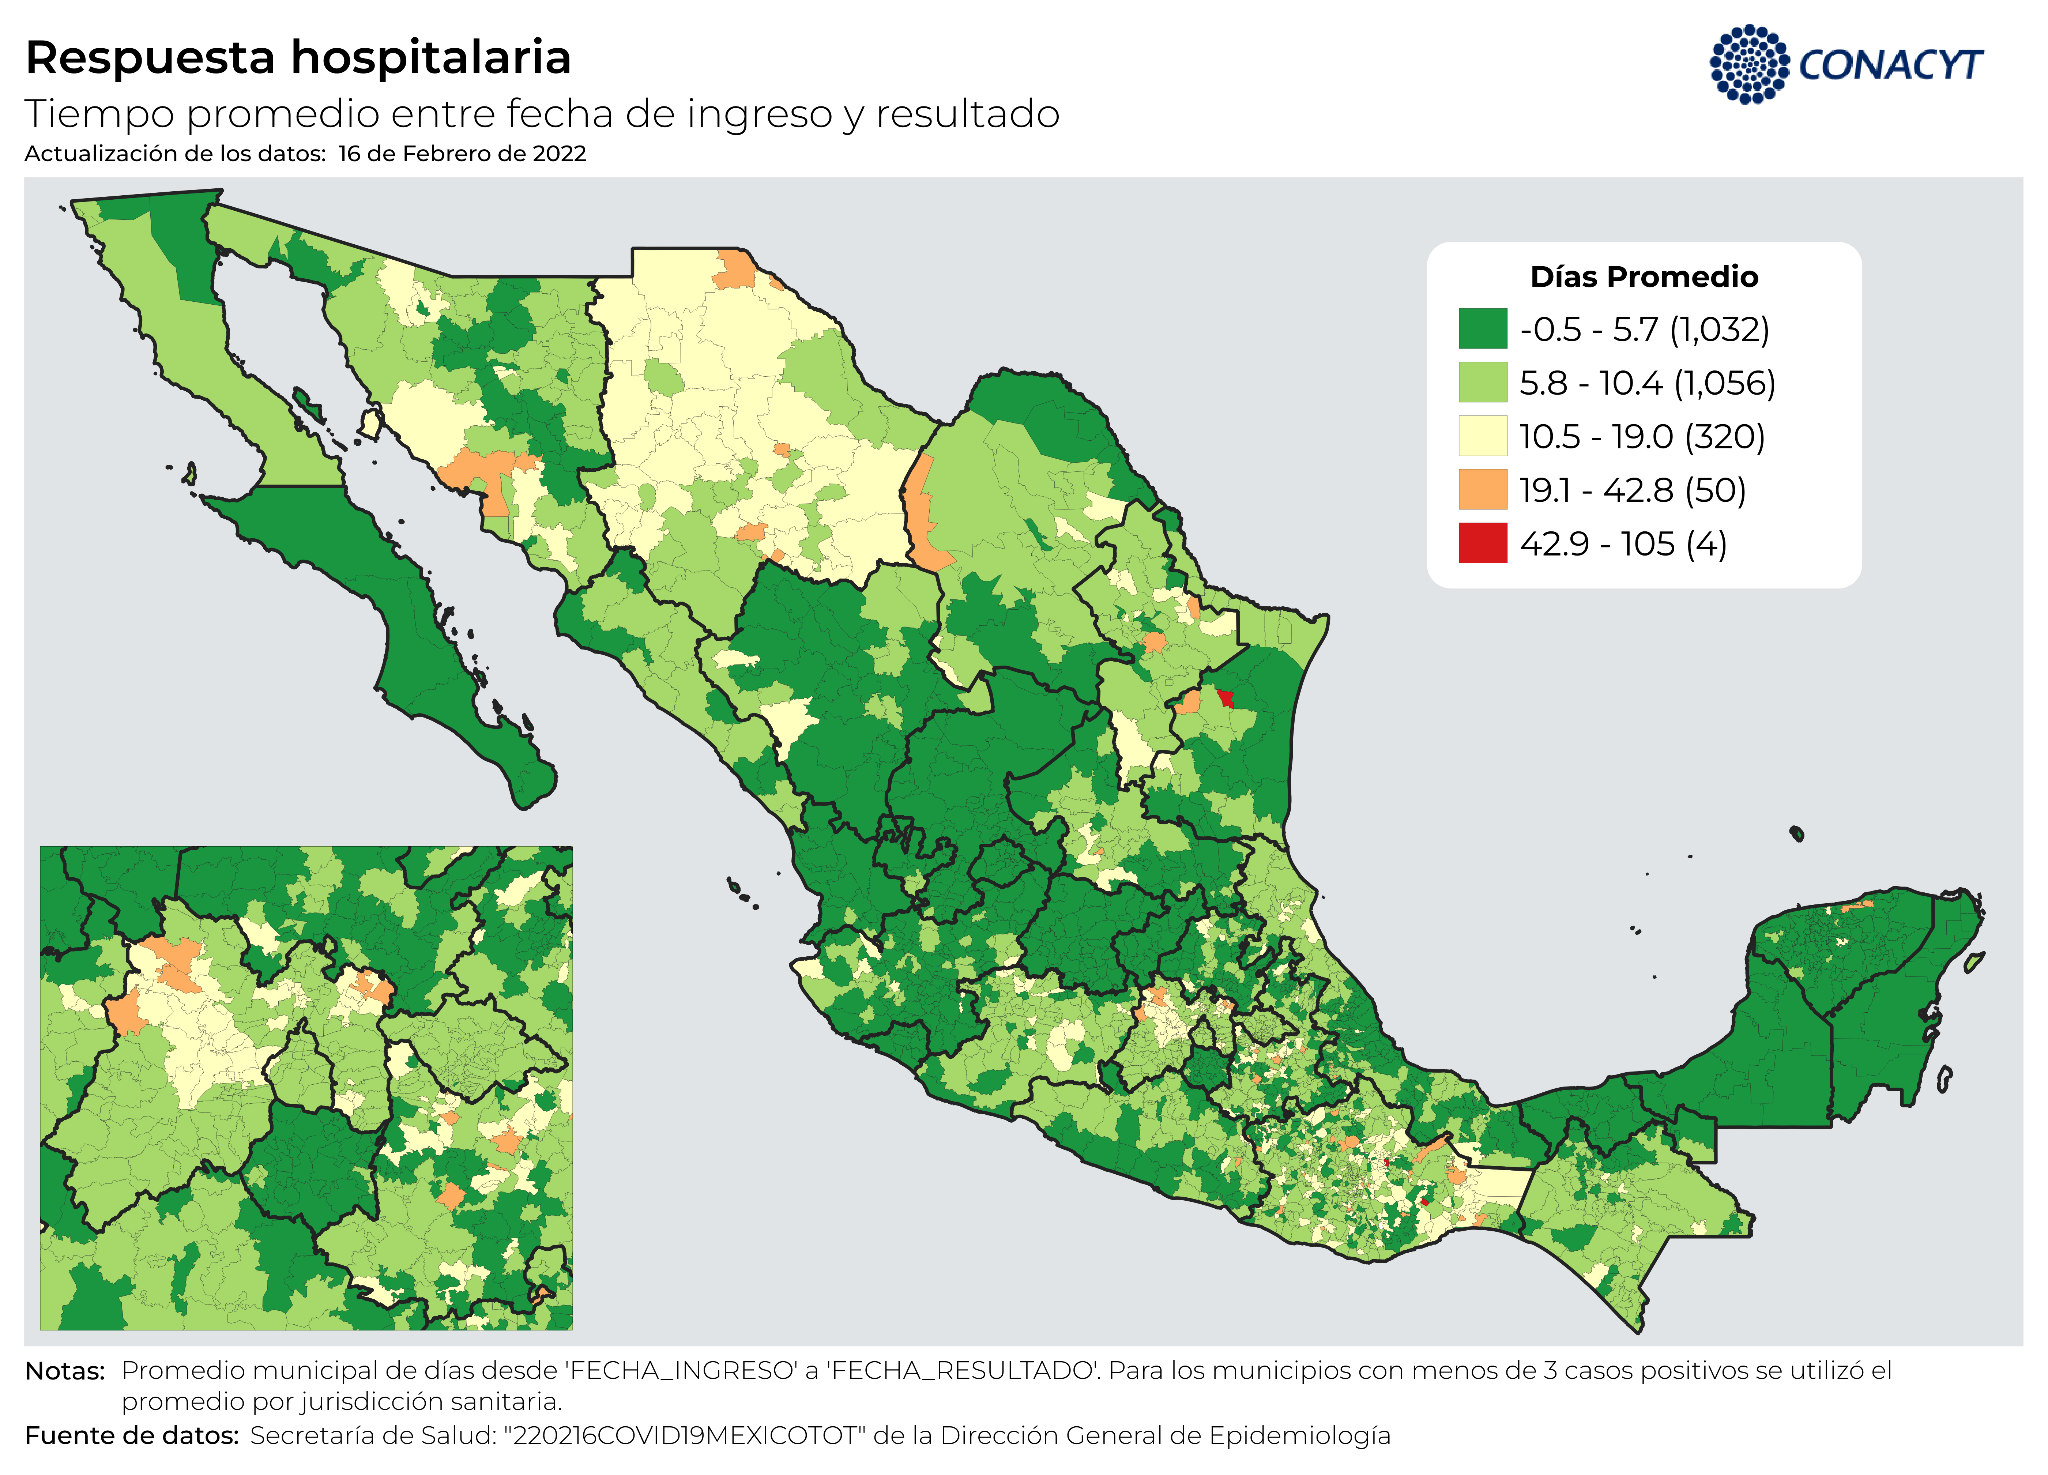 Respuesta hospitalaria
Tiempo promedio entre fecha de ingreso y resultado
Actualización de los datos: 16 de Febrero de 2022
CONACYT
Días Promedio
-0.5 - 5.7 (1,032)
5.8 - 10.4 (1,056)
10.5 - 19.0 (320)
19.1 - 42.8 (50)
42.9 - 105 (4)
Notas: Promedio municipal de días desde 'FECHA_INGRESO' a 'FECHA_RESULTADO'. Para los municipios con menos de 3 casos positivos se utilizó el
promedio por jurisdicción sanitaria.
Fuente de datos: Secretaría de Salud: "220216COVID19MEXICOTOT" de la Dirección General de Epidemiología